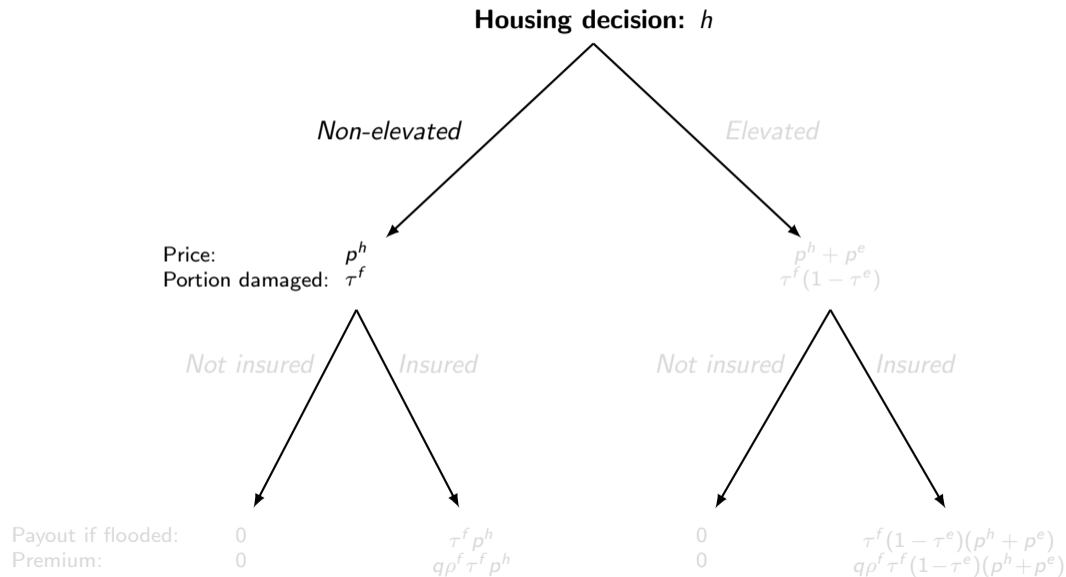 Housing decision: h
Non-elevated Elevated
Price: p^h p^h + p^e
Portion damaged: τ^f τ^f(1 − τ^e)
Not insured Insured Not insured Insured
Payout if flooded: 0 τ^f p^h 0 τ^f(1 − τ^e)(p^h + p^e)
Premium: 0 qρ^f τ^f p^h 0 qρ^f τ^f(1−τ^e)(p^h+p^e)